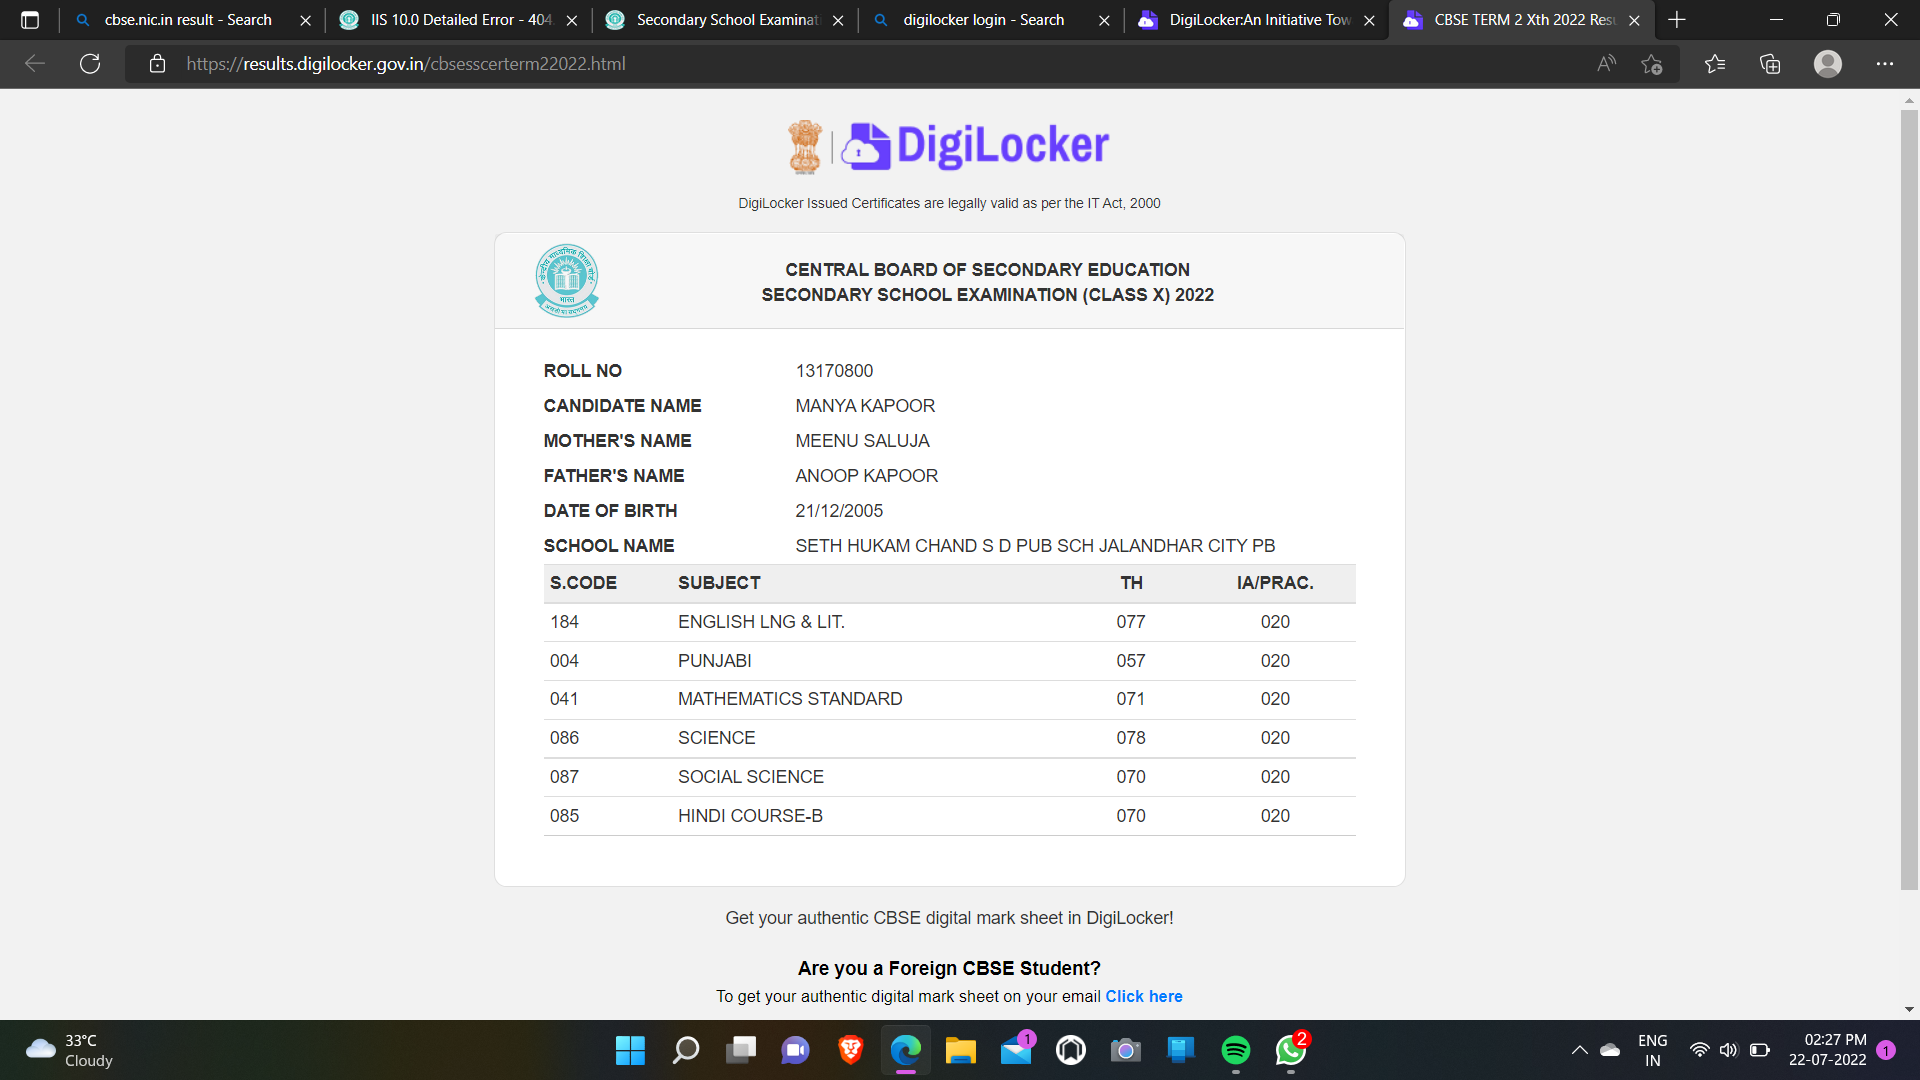 cbse.nic.in result - Search
IIS 10.0 Detailed Error - 404.
Secondary School Examinat
digilocker login - Search
DigiLocker:An Initiative Tow
CBSE TERM 2 Xth 2022 Resu
https://results.digilocker.gov.in/cbsesscerterm22022.html
DigiLocker
DigiLocker Issued Certificates are legally valid as per the IT Act, 2000
CENTRAL BOARD OF SECONDARY EDUCATION
SECONDARY SCHOOL EXAMINATION (CLASS X) 2022
भारत
ROLL NO 13170800
CANDIDATE NAME MANYA KAPOOR
MOTHER'S NAME MEENU SALUJA
FATHER'S NAME ANOOP KAPOOR
DATE OF BIRTH 21/12/2005
SCHOOL NAME SETH HUKAM CHAND S D PUB SCH JALANDHAR CITY PB
S.CODE SUBJECT TH IA/PRAC.
184 ENGLISH LNG & LIT. 077 020
004 PUNJABI 057 020
041 MATHEMATICS STANDARD 071 020
086 SCIENCE 078 020
087 SOCIAL SCIENCE 070 020
085 HINDI COURSE-B 070 020
Get your authentic CBSE digital mark sheet in DigiLocker!
Are you a Foreign CBSE Student?
To get your authentic digital mark sheet on your email Click here
33°C
Cloudy
1
2
ENG
IN
02:27 PM
22-07-2022
1